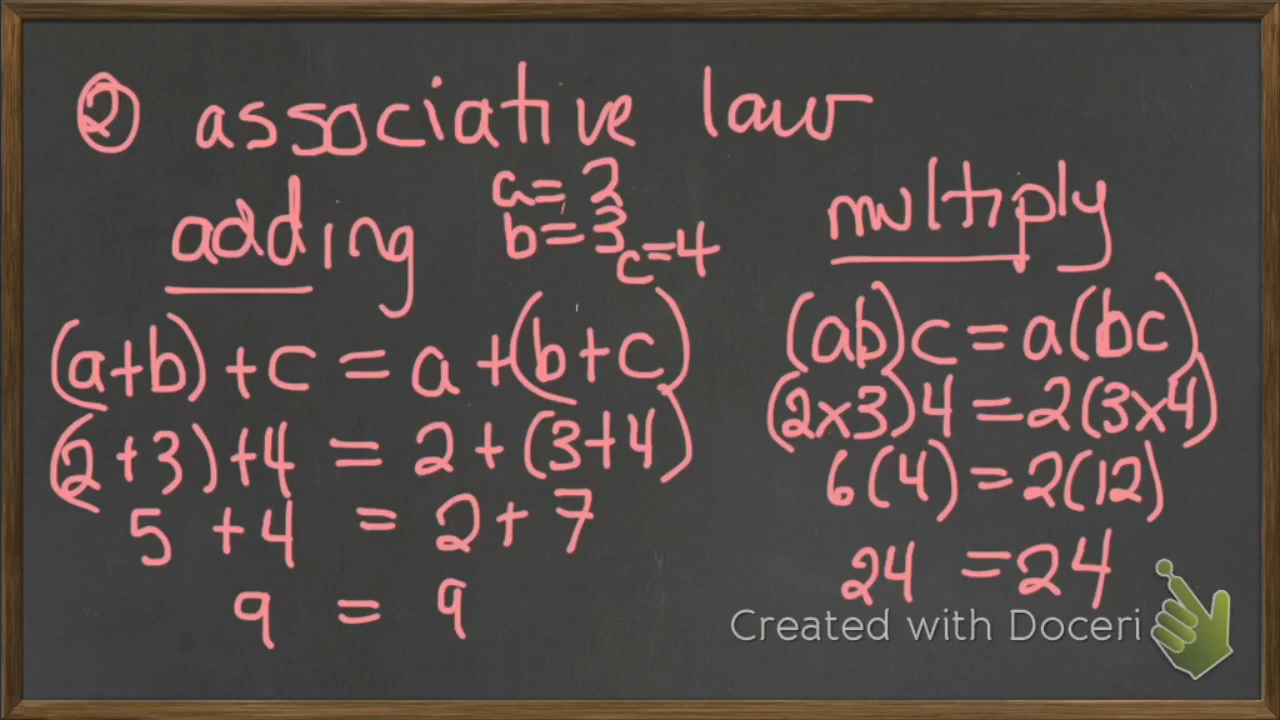 ② associative law
adding
a=2
b=3
c=4
(a+b)+c = a+(b+c)
(2+3)+4 = 2+(3+4)
5 +4 = 2+7
9 = 9
multiply
(ab)c=a(bc)
(2x3)4=2(3x4)
6(4)=2(12)
24 =24
Created with Doceri